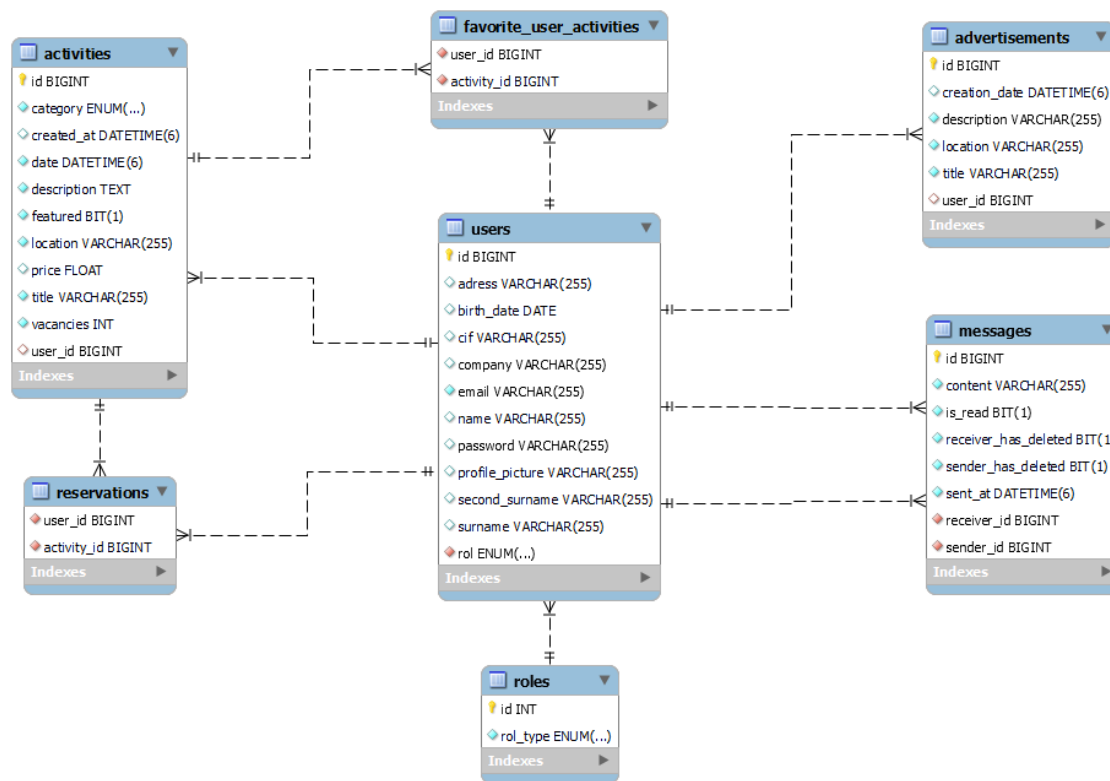 favorite_user_activities
user_id BIGINT
activity_id BIGINT
Indexes
activities
id BIGINT
category ENUM(...)
created_at DATETIME(6)
date DATETIME(6)
description TEXT
featured BIT(1)
location VARCHAR(255)
price FLOAT
title VARCHAR(255)
vacancies INT
user_id BIGINT
Indexes
advertisements
id BIGINT
creation_date DATETIME(6)
description VARCHAR(255)
location VARCHAR(255)
title VARCHAR(255)
user_id BIGINT
Indexes
users
id BIGINT
adress VARCHAR(255)
birth_date DATE
cif VARCHAR(255)
company VARCHAR(255)
email VARCHAR(255)
name VARCHAR(255)
password VARCHAR(255)
profile_picture VARCHAR(255)
second_surname VARCHAR(255)
surname VARCHAR(255)
rol ENUM(...)
Indexes
messages
id BIGINT
content VARCHAR(255)
is_read BIT(1)
receiver_has_deleted BIT(1
sender_has_deleted BIT(1)
sent_at DATETIME(6)
receiver_id BIGINT
sender_id BIGINT
Indexes
reservations
user_id BIGINT
activity_id BIGINT
Indexes
roles
id INT
rol_type ENUM(...)
Indexes